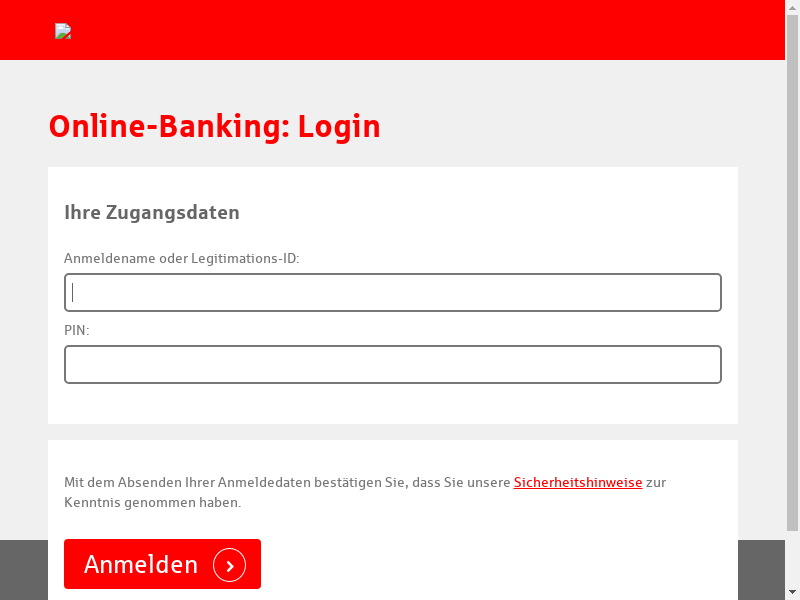 Online-Banking: Login
Ihre Zugangsdaten
Anmeldename oder Legitimations-ID:
PIN:
Mit dem Absenden Ihrer Anmeldedaten bestätigen Sie, dass Sie unsere Sicherheitshinweise zur
Kenntnis genommen haben.
Anmelden